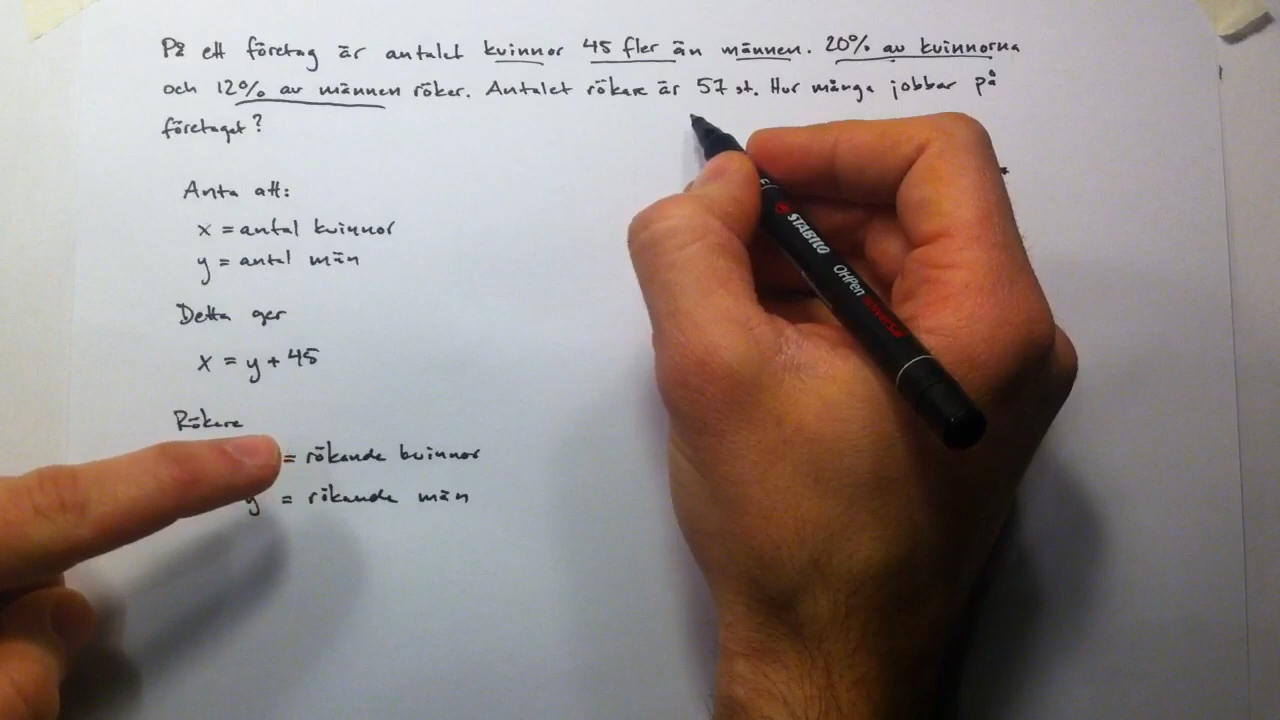 På ett företag är antalet kvinnor 45 fler än männen. 20% av kvinnorna
och 12% av männen röker. Antalet rökare är 57 st. Hur många jobbar på
företaget?
Anta att:
x = antal kvinnor
y = antal män
Detta ger
x = y + 45
Rökare
= rökande kvinnor
y = rökande män
STABILO OHPen universal